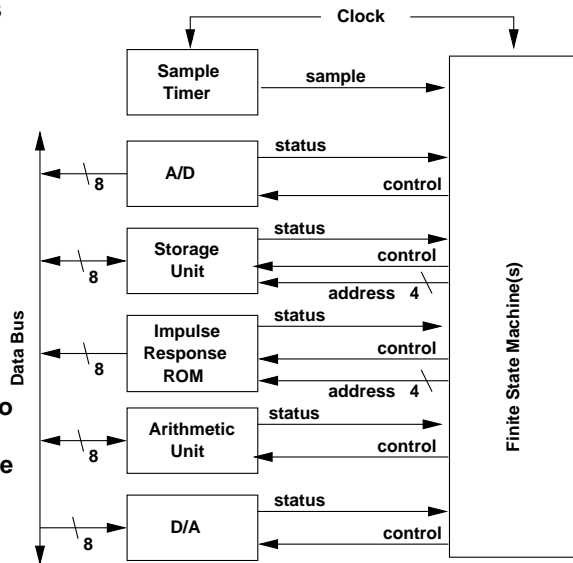 s
Clock
Sample
Timer
sample
A/D
status
control
8
Storage
Unit
status
control
address 4
8
Impulse
Response
ROM
status
control
address 4
8
Data Bus
o
Arithmetic
Unit
status
control
8
e
D/A
status
control
8
Finite State Machine(s)